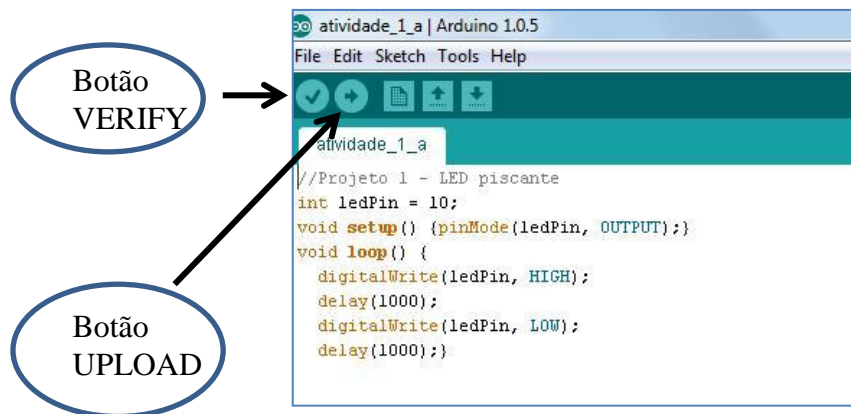 atividade_1_a | Arduino 1.0.5
File Edit Sketch Tools Help
Botão
VERIFY
atividade_1_a
//Projeto 1 - LED piscante
int ledPin = 10;
void setup() {pinMode(ledPin, OUTPUT);}
void loop() {
  digitalWrite(ledPin, HIGH);
  delay(1000);
  digitalWrite(ledPin, LOW);
  delay(1000);}
Botão
UPLOAD